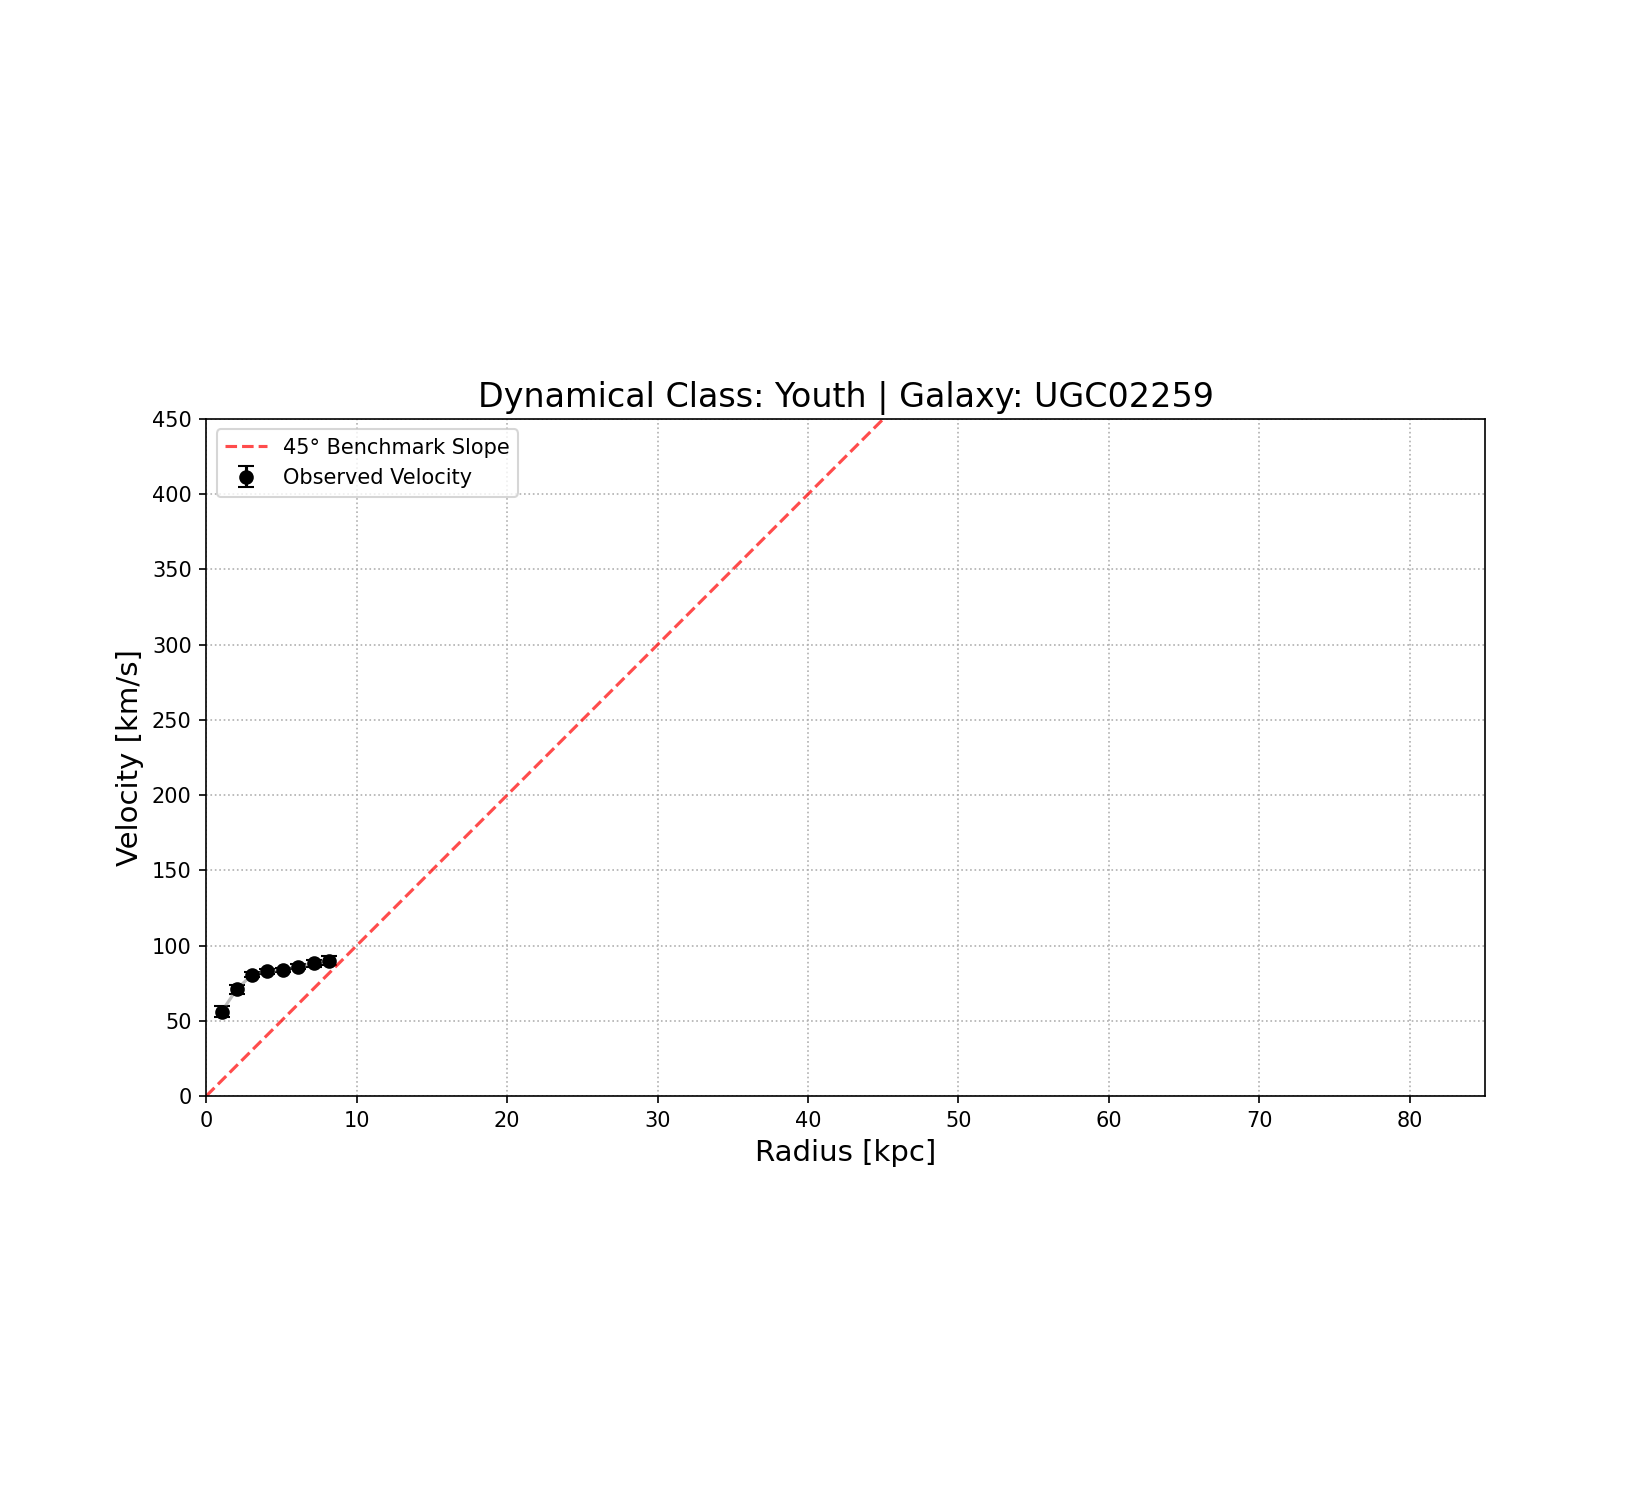 Dynamical Class: Youth | Galaxy: UGC02259
45° Benchmark Slope
Observed Velocity
Velocity [km/s]
450
400
350
300
250
200
150
100
50
0
0 10 20 30 40 50 60 70 80
Radius [kpc]